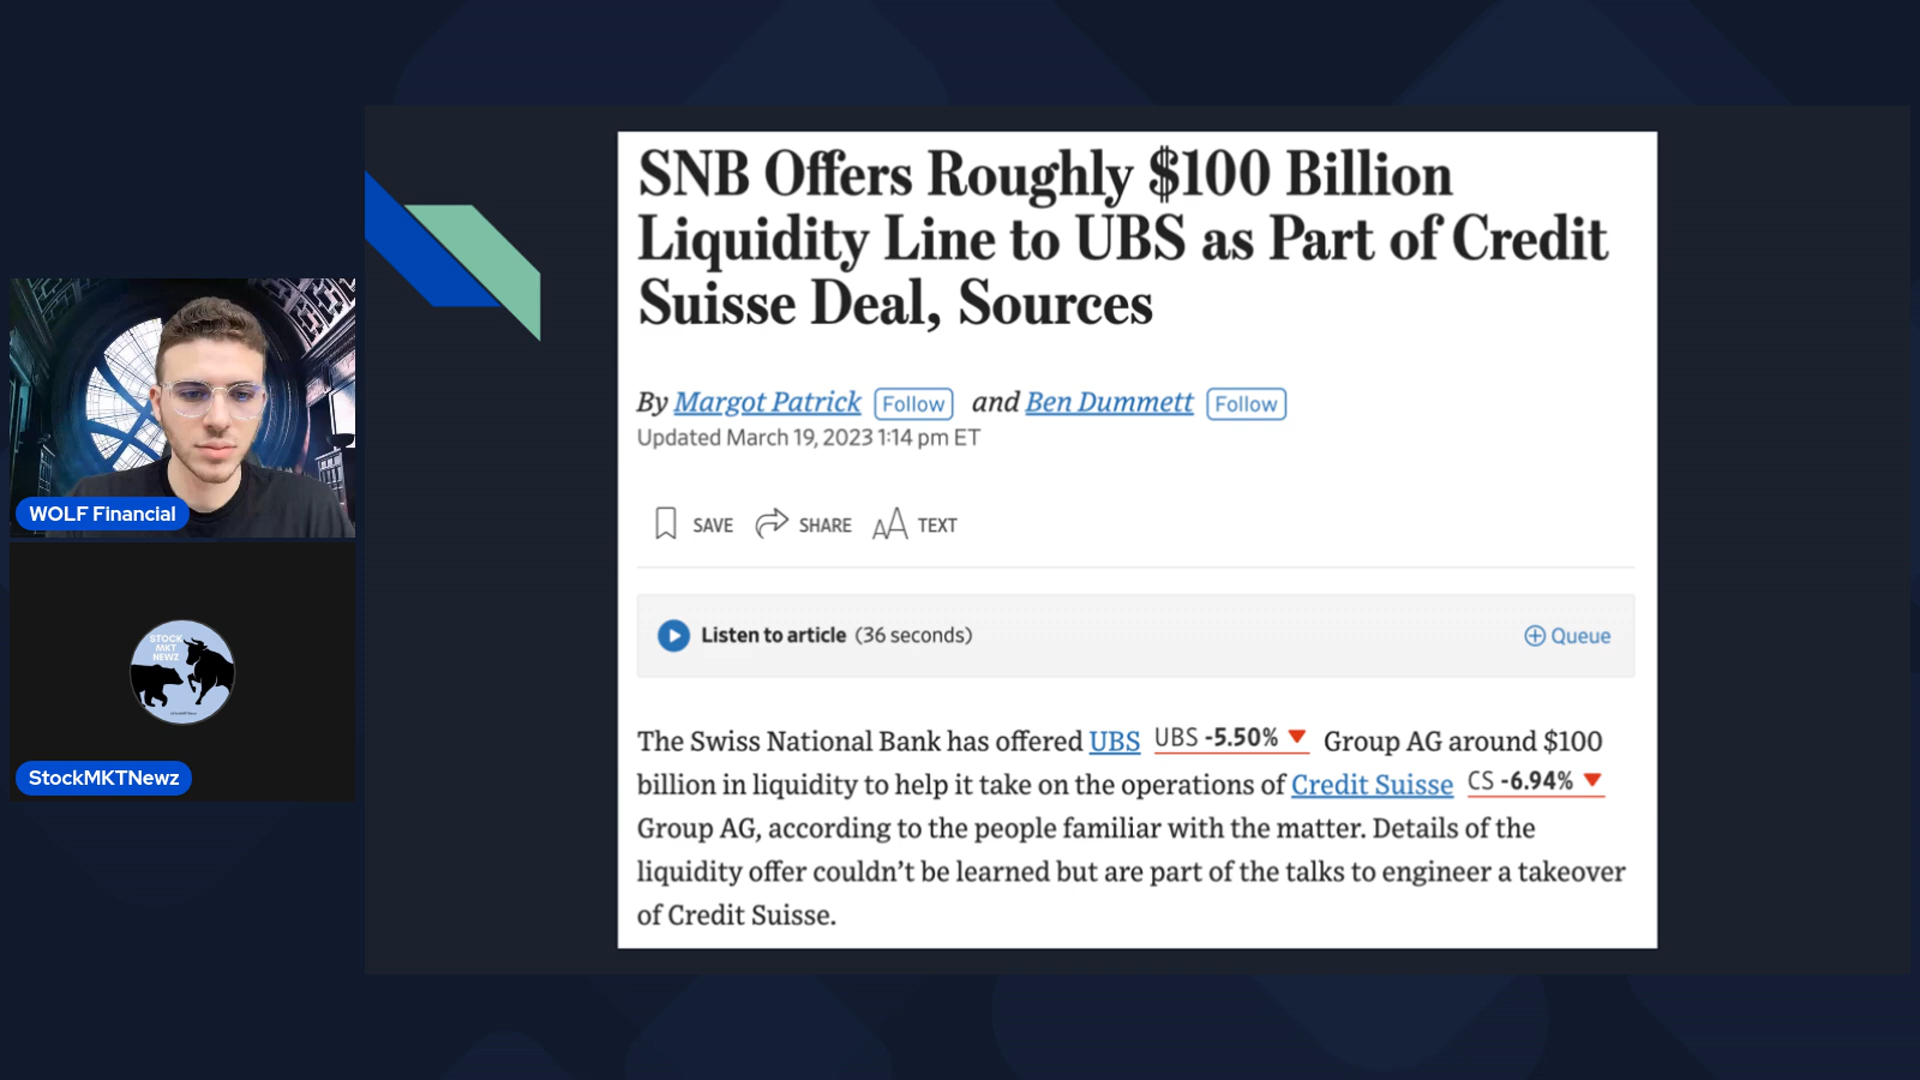 SNB Offers Roughly $100 Billion
Liquidity Line to UBS as Part of Credit
Suisse Deal, Sources
By Margot Patrick Follow and Ben Dummett Follow
Updated March 19, 2023 1:14 pm ET
SAVE SHARE TEXT
Listen to article (36 seconds) Queue
The Swiss National Bank has offered UBS UBS -5.50% Group AG around $100
billion in liquidity to help it take on the operations of Credit Suisse CS -6.94%
Group AG, according to the people familiar with the matter. Details of the
liquidity offer couldn’t be learned but are part of the talks to engineer a takeover
of Credit Suisse.
WOLF Financial
STOCK
MKT
NEWZ
StockMKTNewz